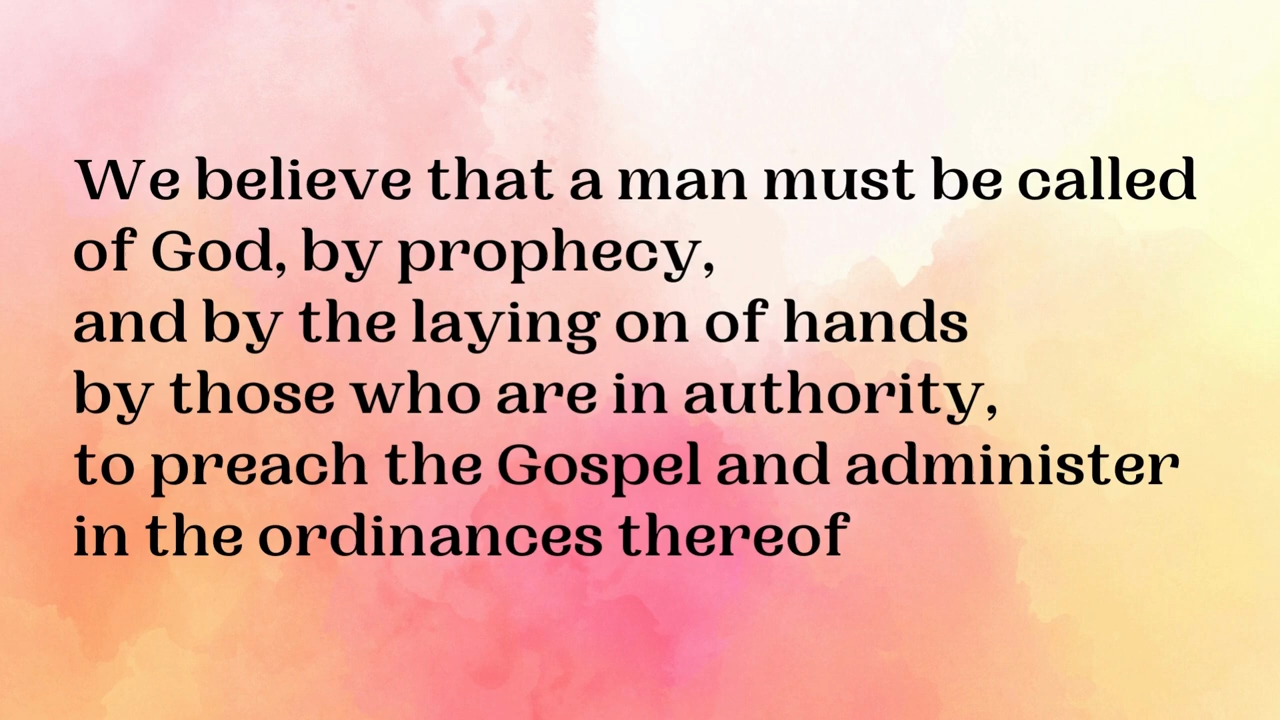 We believe that a man must be called
of God, by prophecy,
and by the laying on of hands
by those who are in authority,
to preach the Gospel and administer
in the ordinances thereof